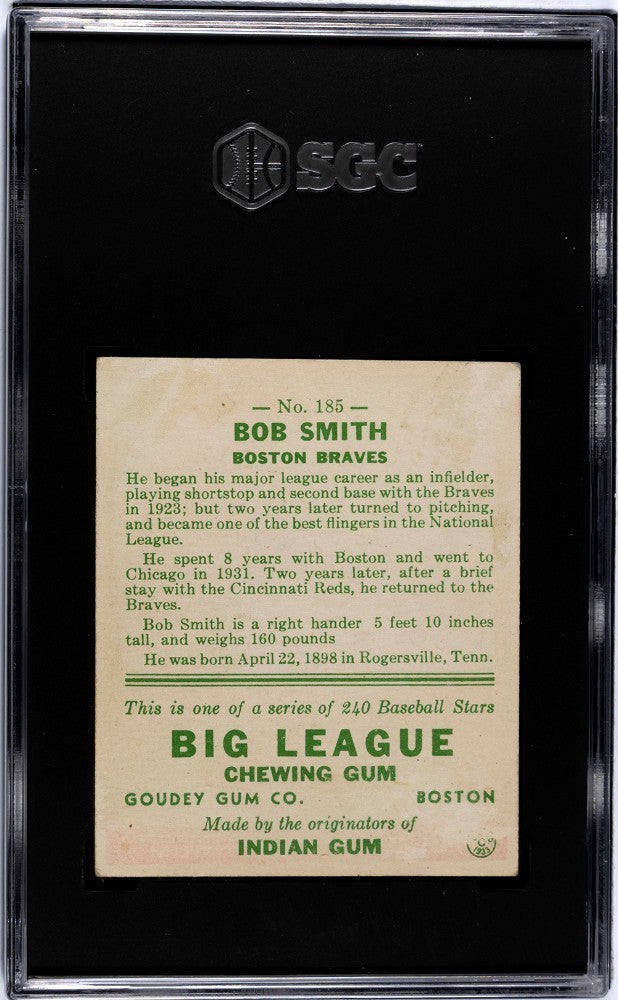 SGC
— No. 185 —
BOB SMITH
BOSTON BRAVES
He began his major league career as an infielder,
playing shortstop and second base with the Braves
in 1923; but two years later turned to pitching,
and became one of the best flingers in the National
League.
He spent 8 years with Boston and went to
Chicago in 1931. Two years later, after a brief
stay with the Cincinnati Reds, he returned to the
Braves.
Bob Smith is a right hander 5 feet 10 inches
tall, and weighs 160 pounds
He was born April 22, 1898 in Rogersville, Tenn.
This is one of a series of 240 Baseball Stars
BIG LEAGUE
CHEWING GUM
GOUDEY GUM CO. BOSTON
Made by the originators of
INDIAN GUM